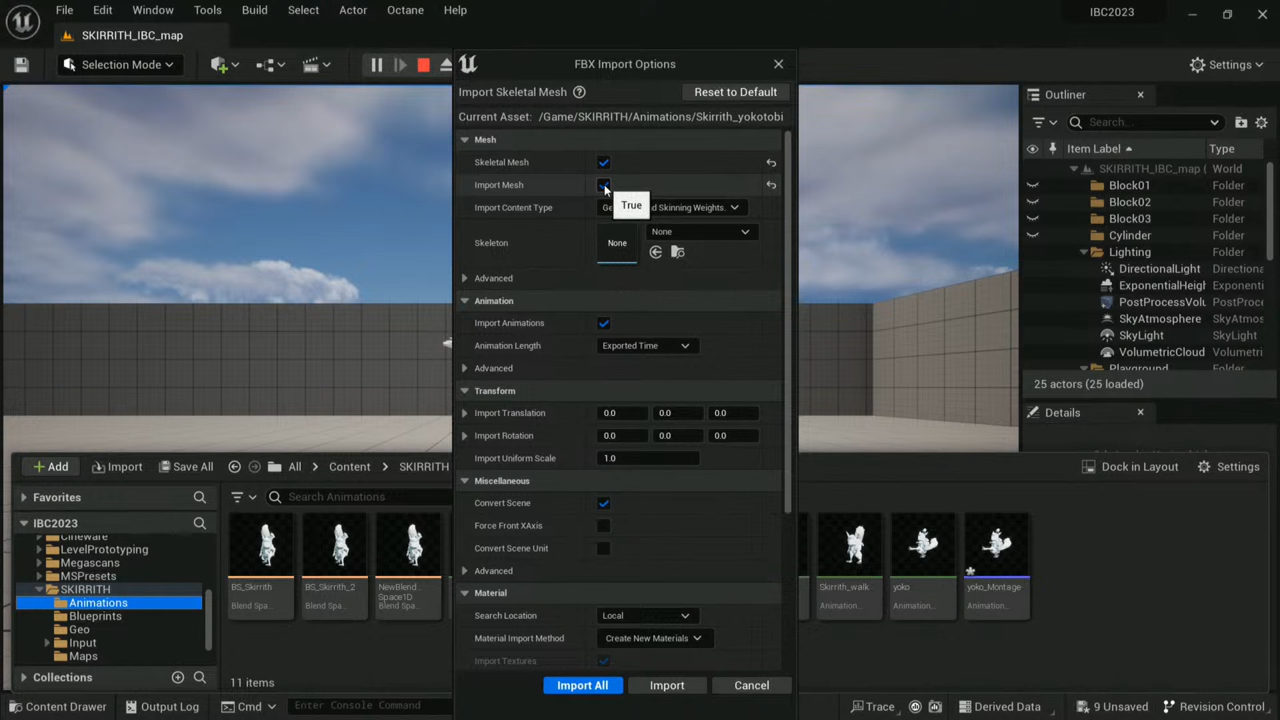 File Edit Window Tools Build Select Actor Octane Help
IBC2023
SKIRRITH_IBC_map
Selection Mode
Settings
FBX Import Options
Import Skeletal Mesh
Reset to Default
Current Asset: /Game/SKIRRITH/Animations/Skirrith_yokotobi
Mesh
Skeletal Mesh
Import Mesh
True
Import Content Type
d Skinning Weights.
Skeleton
None
None
Advanced
Animation
Import Animations
Animation Length
Exported Time
Advanced
Transform
Import Translation 0.0 0.0 0.0
Import Rotation 0.0 0.0 0.0
Import Uniform Scale 1.0
Miscellaneous
Convert Scene
Force Front XAxis
Convert Scene Unit
Advanced
Material
Search Location Local
Material Import Method Create New Materials
Import Textures
Import All Import Cancel
Outliner
Search...
Item Label Type
SKIRRITH_IBC_map ( World
Block01 Folder
Block02 Folder
Block03 Folder
Cylinder Folder
Lighting Folder
DirectionalLight Directiona
ExponentialHe Exponentia
PostProcessVolu PostProces
SkyAtmosphere SkyAtmosp
SkyLight SkyLight
VolumetricCloud Volumetric
Playground Folder
25 actors (25 loaded)
Details
Add Import Save All All Content SKIRRITH
Dock in Layout Settings
Favorites
Search Animations
IBC2023
Cineware
LevelPrototyping
Megascans
MSPresets
SKIRRITH
Animations
Blueprints
Geo
Input
Maps
Collections
BS_Skirrith
Blend Spa...
BS_Skirrith_2
Blend Spa...
NewBlend
Space1D
Blend Spa...
Skirrith_walk
Animation...
yoko
Animation...
yoko_Montage
Animation...
11 items
Content Drawer Output Log Cmd Enter Console Command
Trace Derived Data 9 Unsaved Revision Control